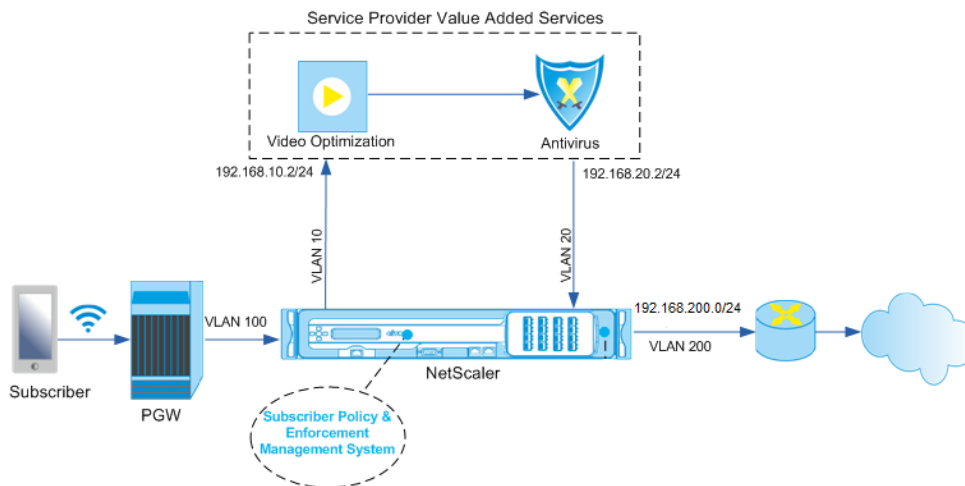 Service Provider Value Added Services
Video Optimization
Antivirus
192.168.10.2/24
192.168.20.2/24
VLAN 10
VLAN 20
192.168.200.0/24
VLAN 100
VLAN 200
NetScaler
Subscriber
PGW
Subscriber Policy &
Enforcement
Management System